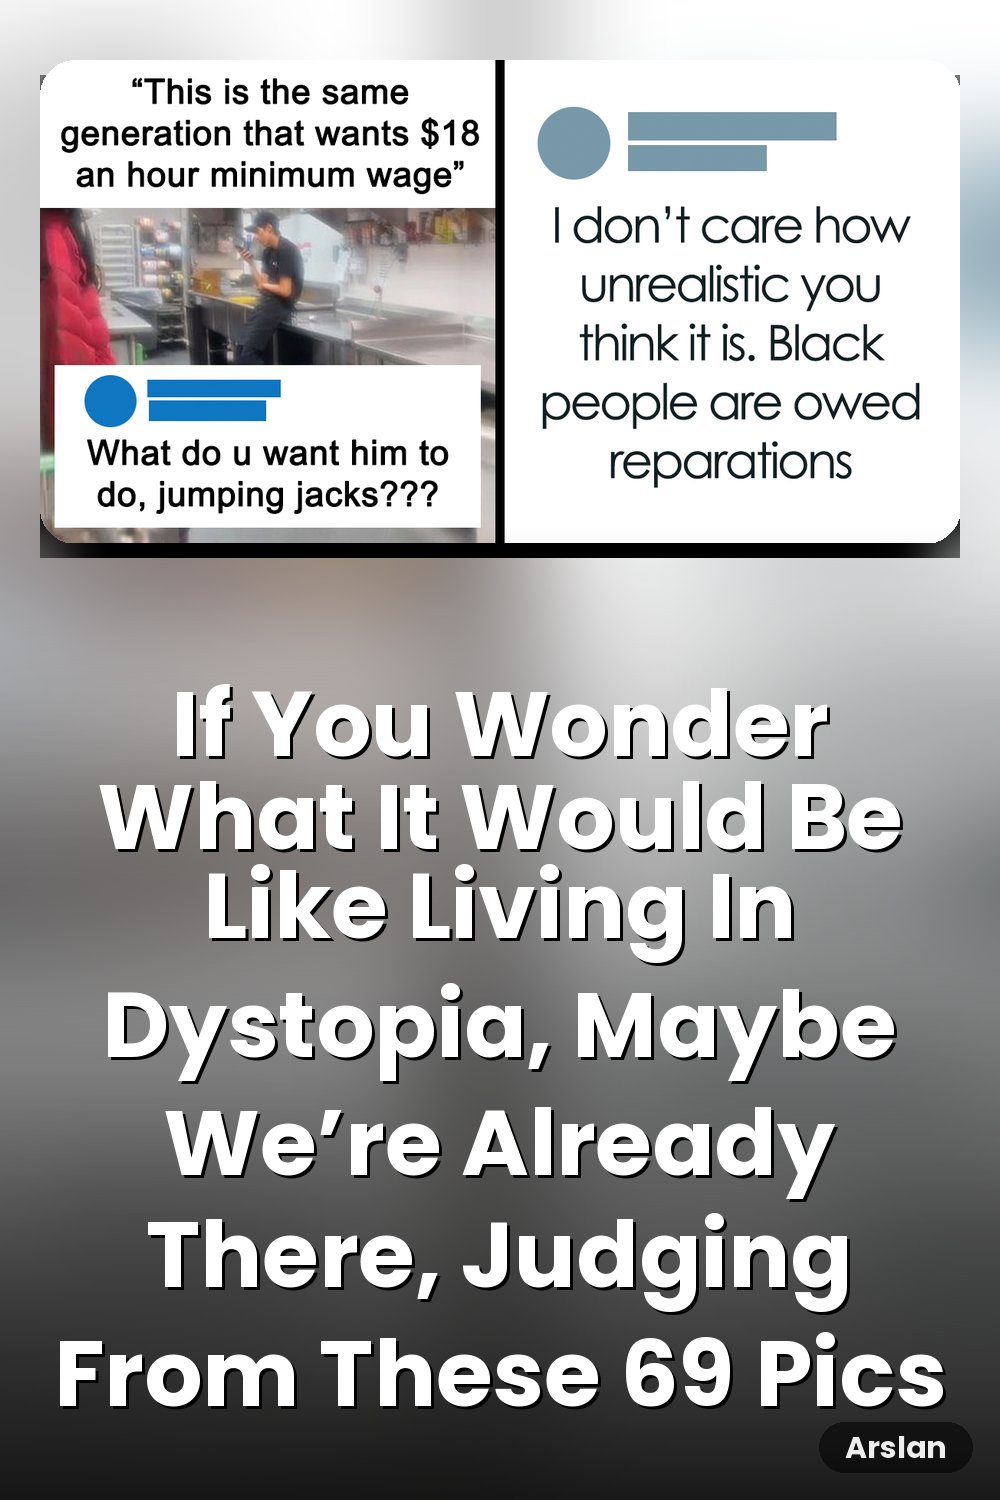 “This is the same
generation that wants $18
an hour minimum wage”
What do u want him to
do, jumping jacks???
I don’t care how
unrealistic you
think it is. Black
people are owed
reparations
If You Wonder
What It Would Be
Like Living In
Dystopia, Maybe
We’re Already
There, Judging
From These 69 Pics
Arslan